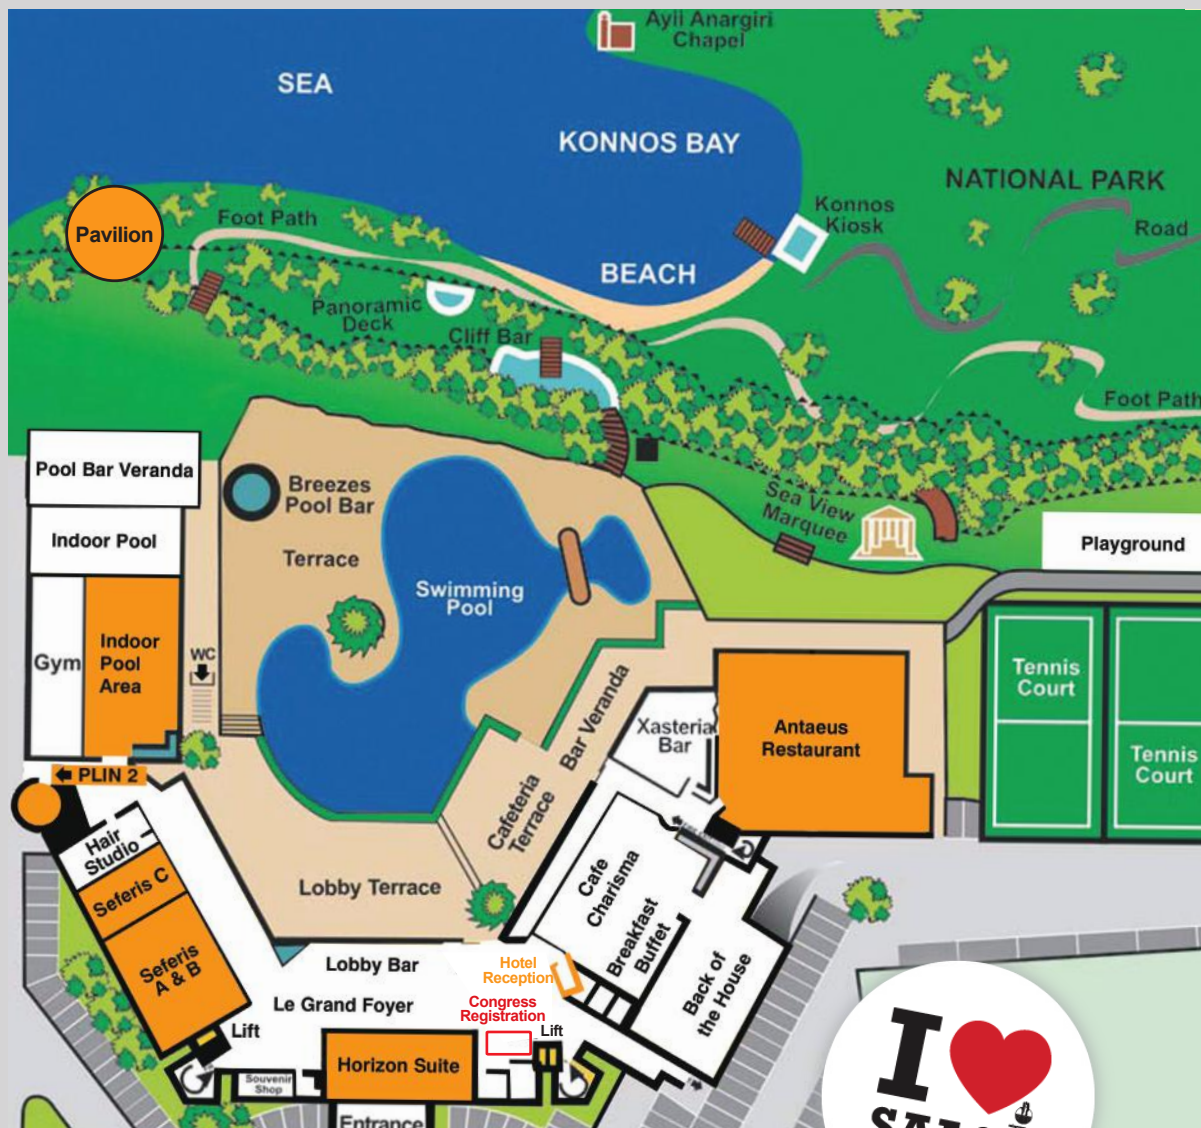 Ayii Anargiri
Chapel
SEA
KONNOS BAY
NATIONAL PARK
Konnos
Kiosk
Foot Path
Road
Pavilion
BEACH
Panoramic
Deck
Cliff Bar
Foot Path
Pool Bar Veranda
Breezes
Pool Bar
Sea View
Marquee
Indoor Pool
Playground
Terrace
Swimming
Pool
Gym
Indoor
Pool
Area
WC
Tennis
Court
Bar Veranda
Xasteria
Bar
Antaeus
Restaurant
Tennis
Court
PLIN 2
Cafeteria
Terrace
Hair
Studio
Seferis C
Lobby Terrace
Cafe
Charisma
Breakfast
Buffet
Seferis
A & B
Lobby Bar
Hotel
Reception
Back of
the House
Le Grand Foyer
Congress
Registration
Lift
Lift
Horizon Suite
Souvenir
Shop
Entrance
I